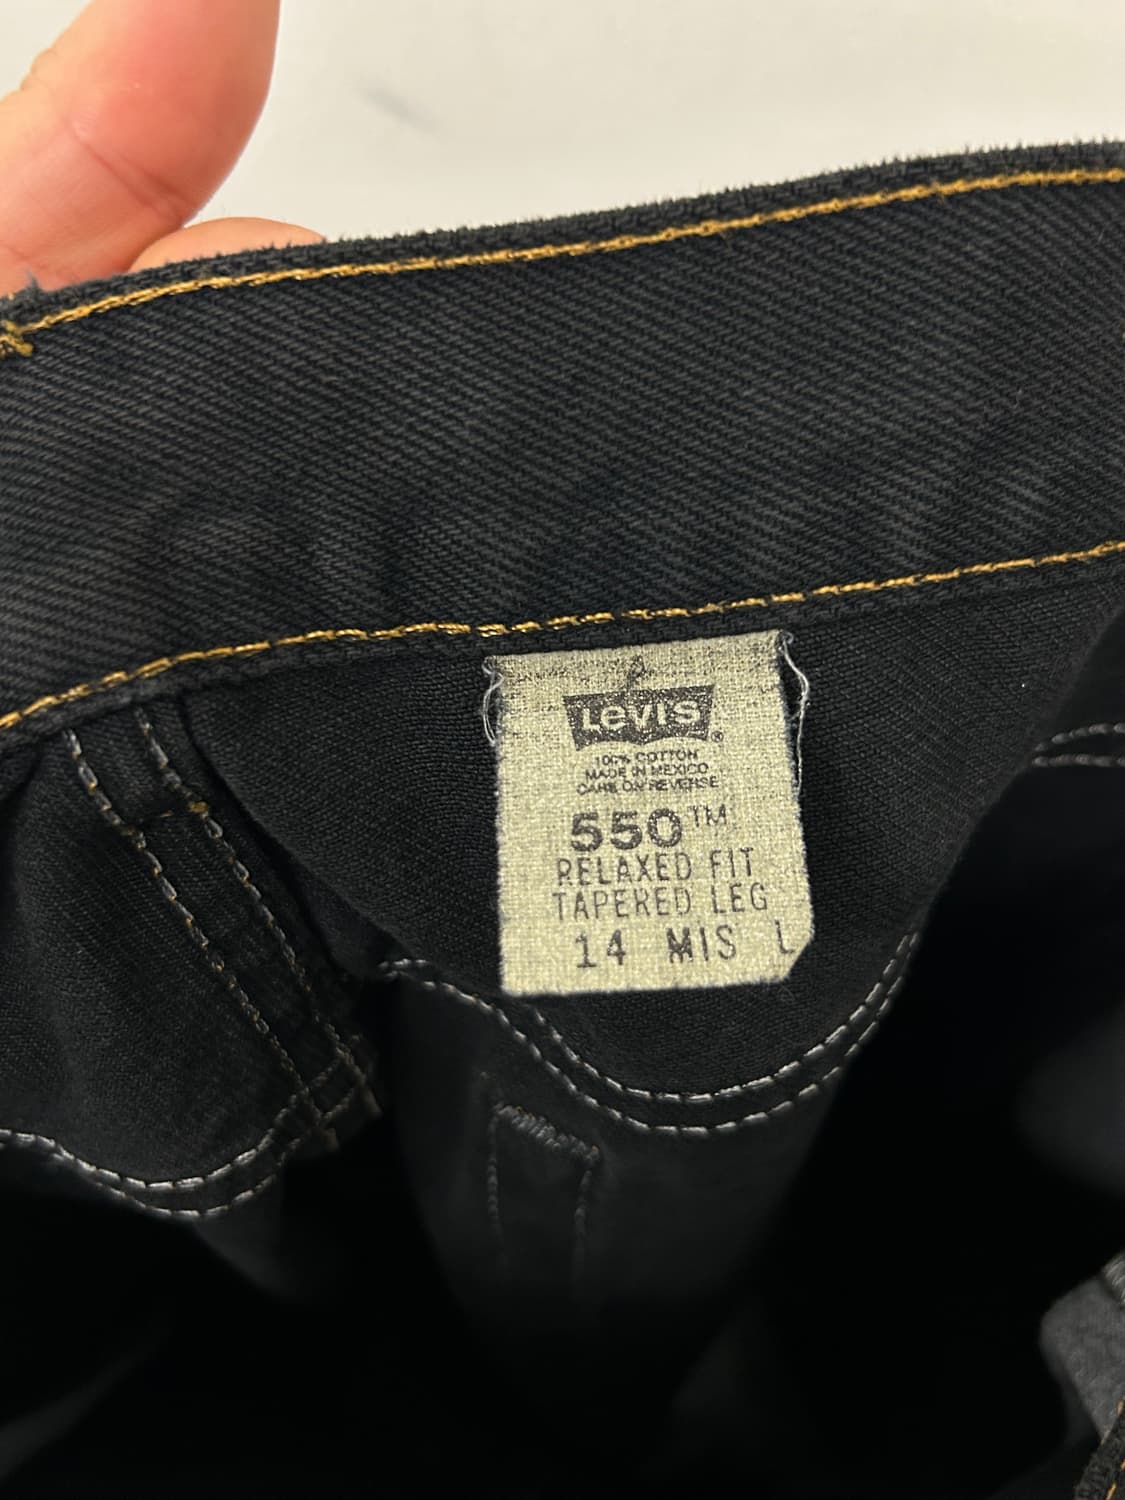 LEVI'S ®
100% COTTON
MADE IN MEXICO
CARE ON REVERSE
550™
RELAXED FIT
TAPERED LEG
14 MIS L